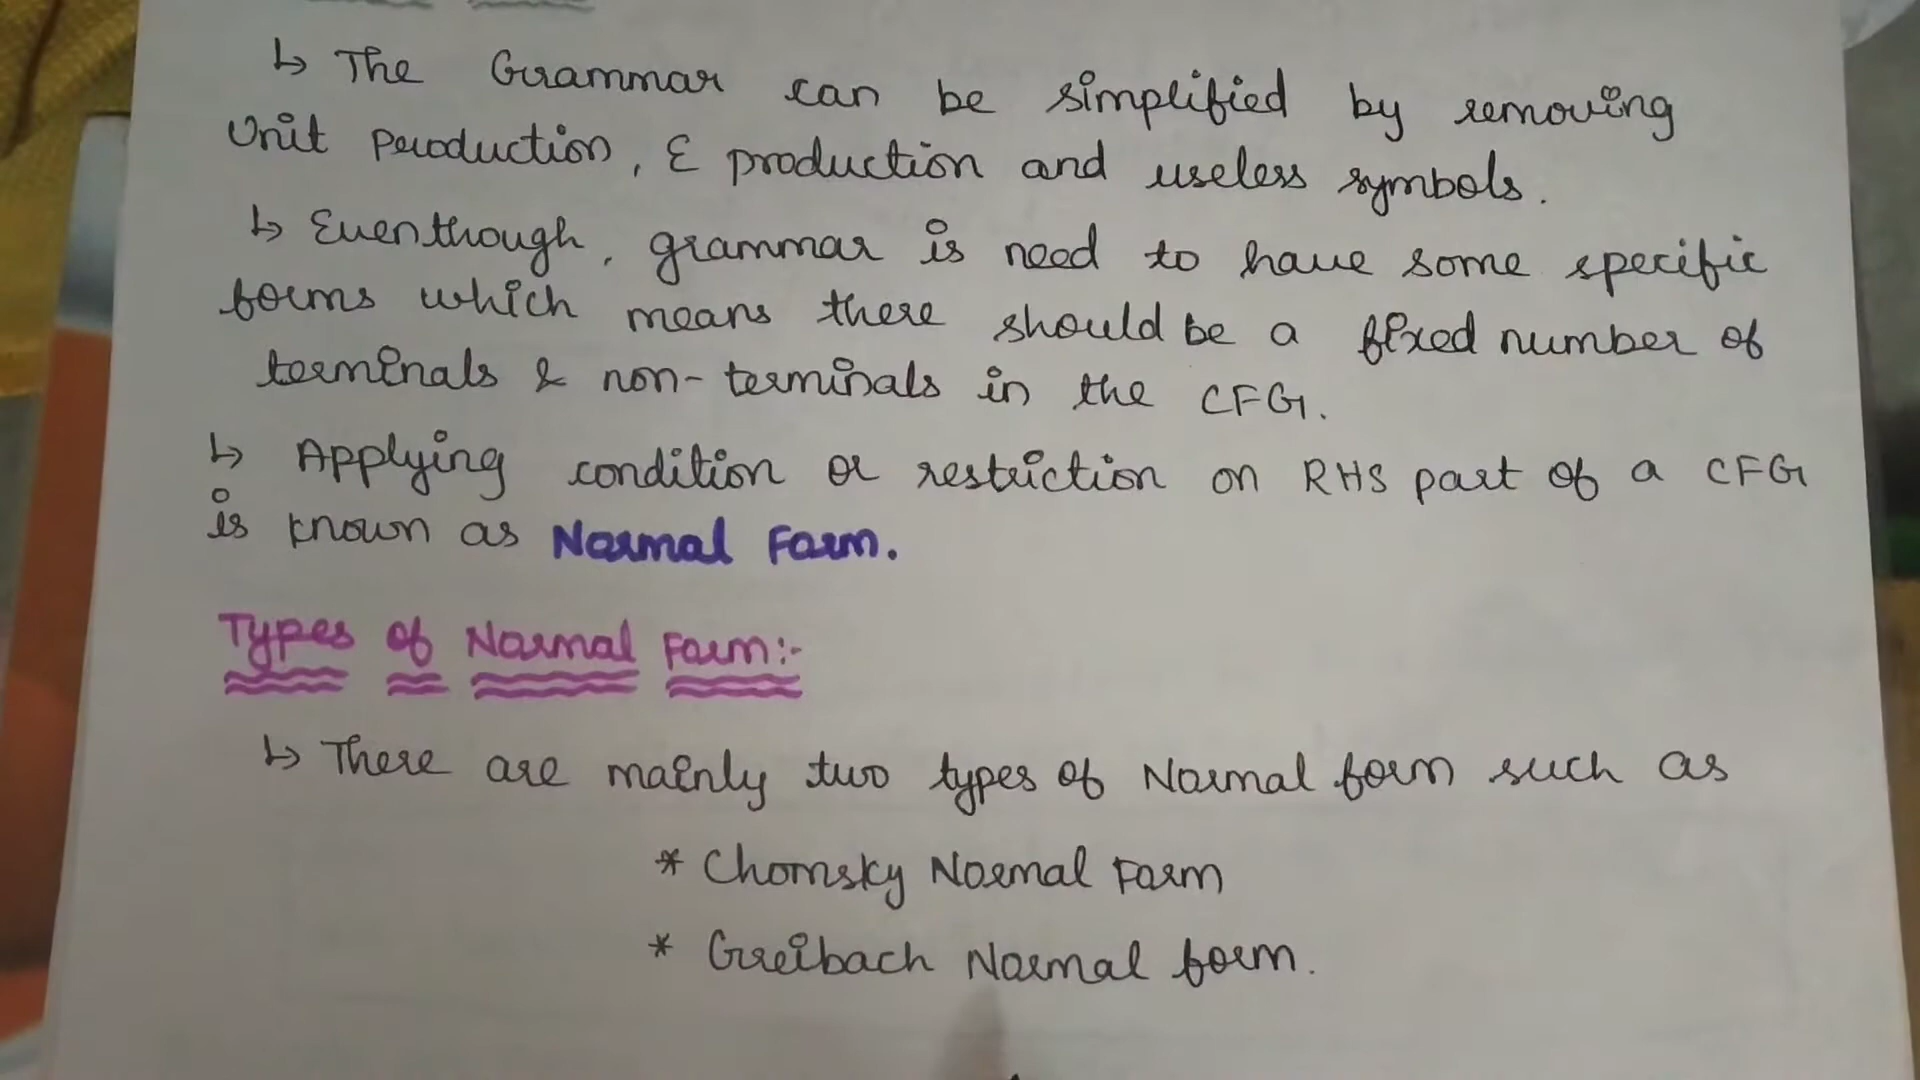 ↳ The Grammar can be simplified by removing
Unit production, ε production and useless symbols.
↳ Eventhough, grammar is need to have some specific
forms which means there should be a fixed number of
terminals & non-terminals in the CFG.
↳ Applying condition or restriction on RHS part of a CFG
is known as Normal Form.
Types of Normal Form:-
↳ There are mainly two types of Normal form such as
* Chomsky Normal Form
* Greibach Normal form.